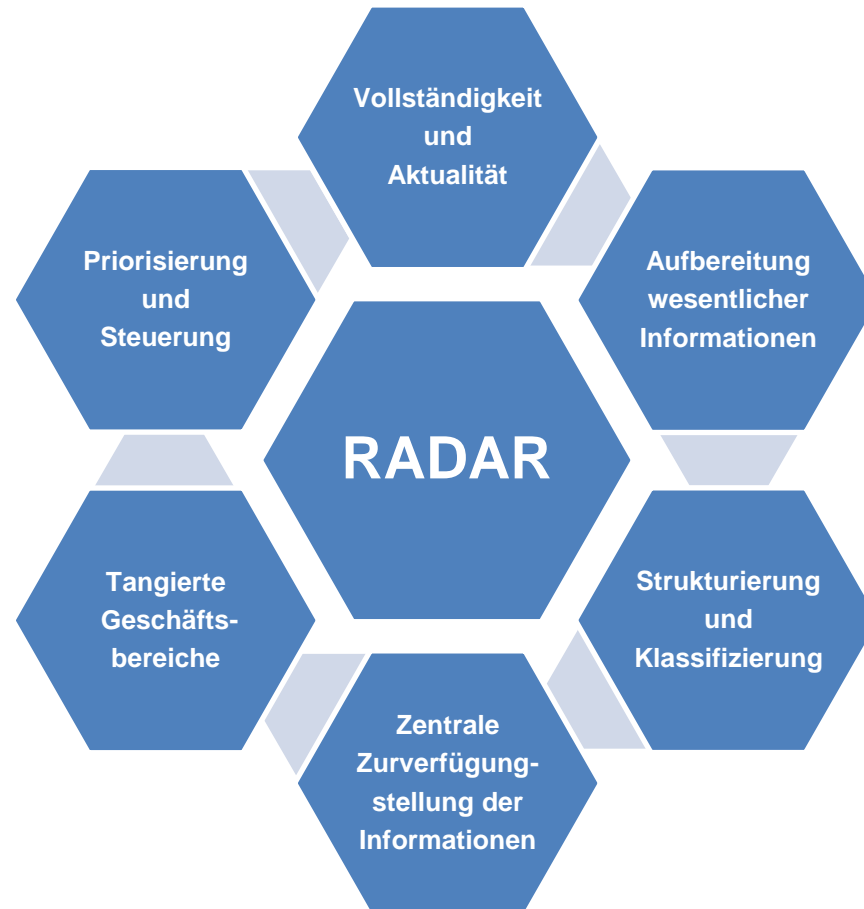 Vollständigkeit
und
Aktualität
Aufbereitung
wesentlicher
Informationen
Strukturierung
und
Klassifizierung
Zentrale
Zurverfügung-
stellung der
Informationen
Tangierte
Geschäfts-
bereiche
Priorisierung
und
Steuerung
RADAR